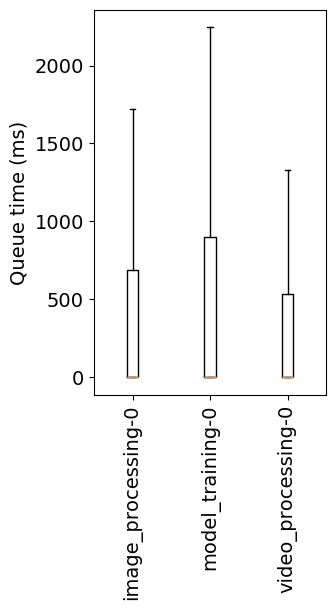 Queue time (ms)
2000
1500
1000
500
0
image_processing-0
model_training-0
video_processing-0